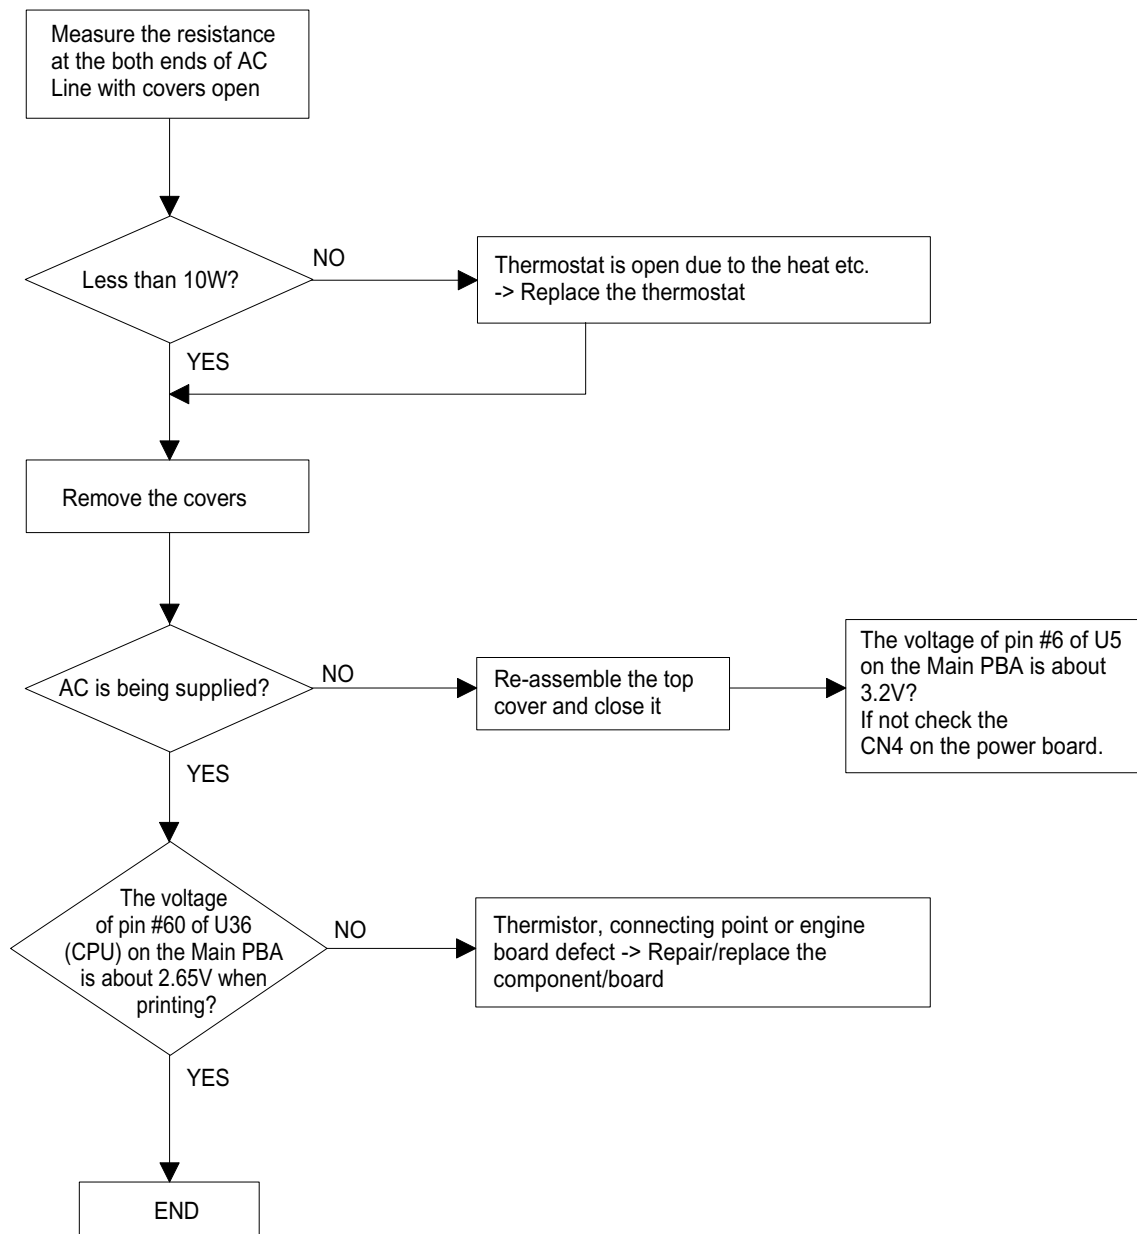 Measure the resistance
at the both ends of AC
Line with covers open
Less than 10W?
NO
Thermostat is open due to the heat etc.
-> Replace the thermostat
YES
Remove the covers
AC is being supplied?
NO
Re-assemble the top
cover and close it
The voltage of pin #6 of U5
on the Main PBA is about
3.2V?
If not check the
CN4 on the power board.
YES
The voltage
of pin #60 of U36
(CPU) on the Main PBA
is about 2.65V when
printing?
NO
Thermistor, connecting point or engine
board defect -> Repair/replace the
component/board
YES
END